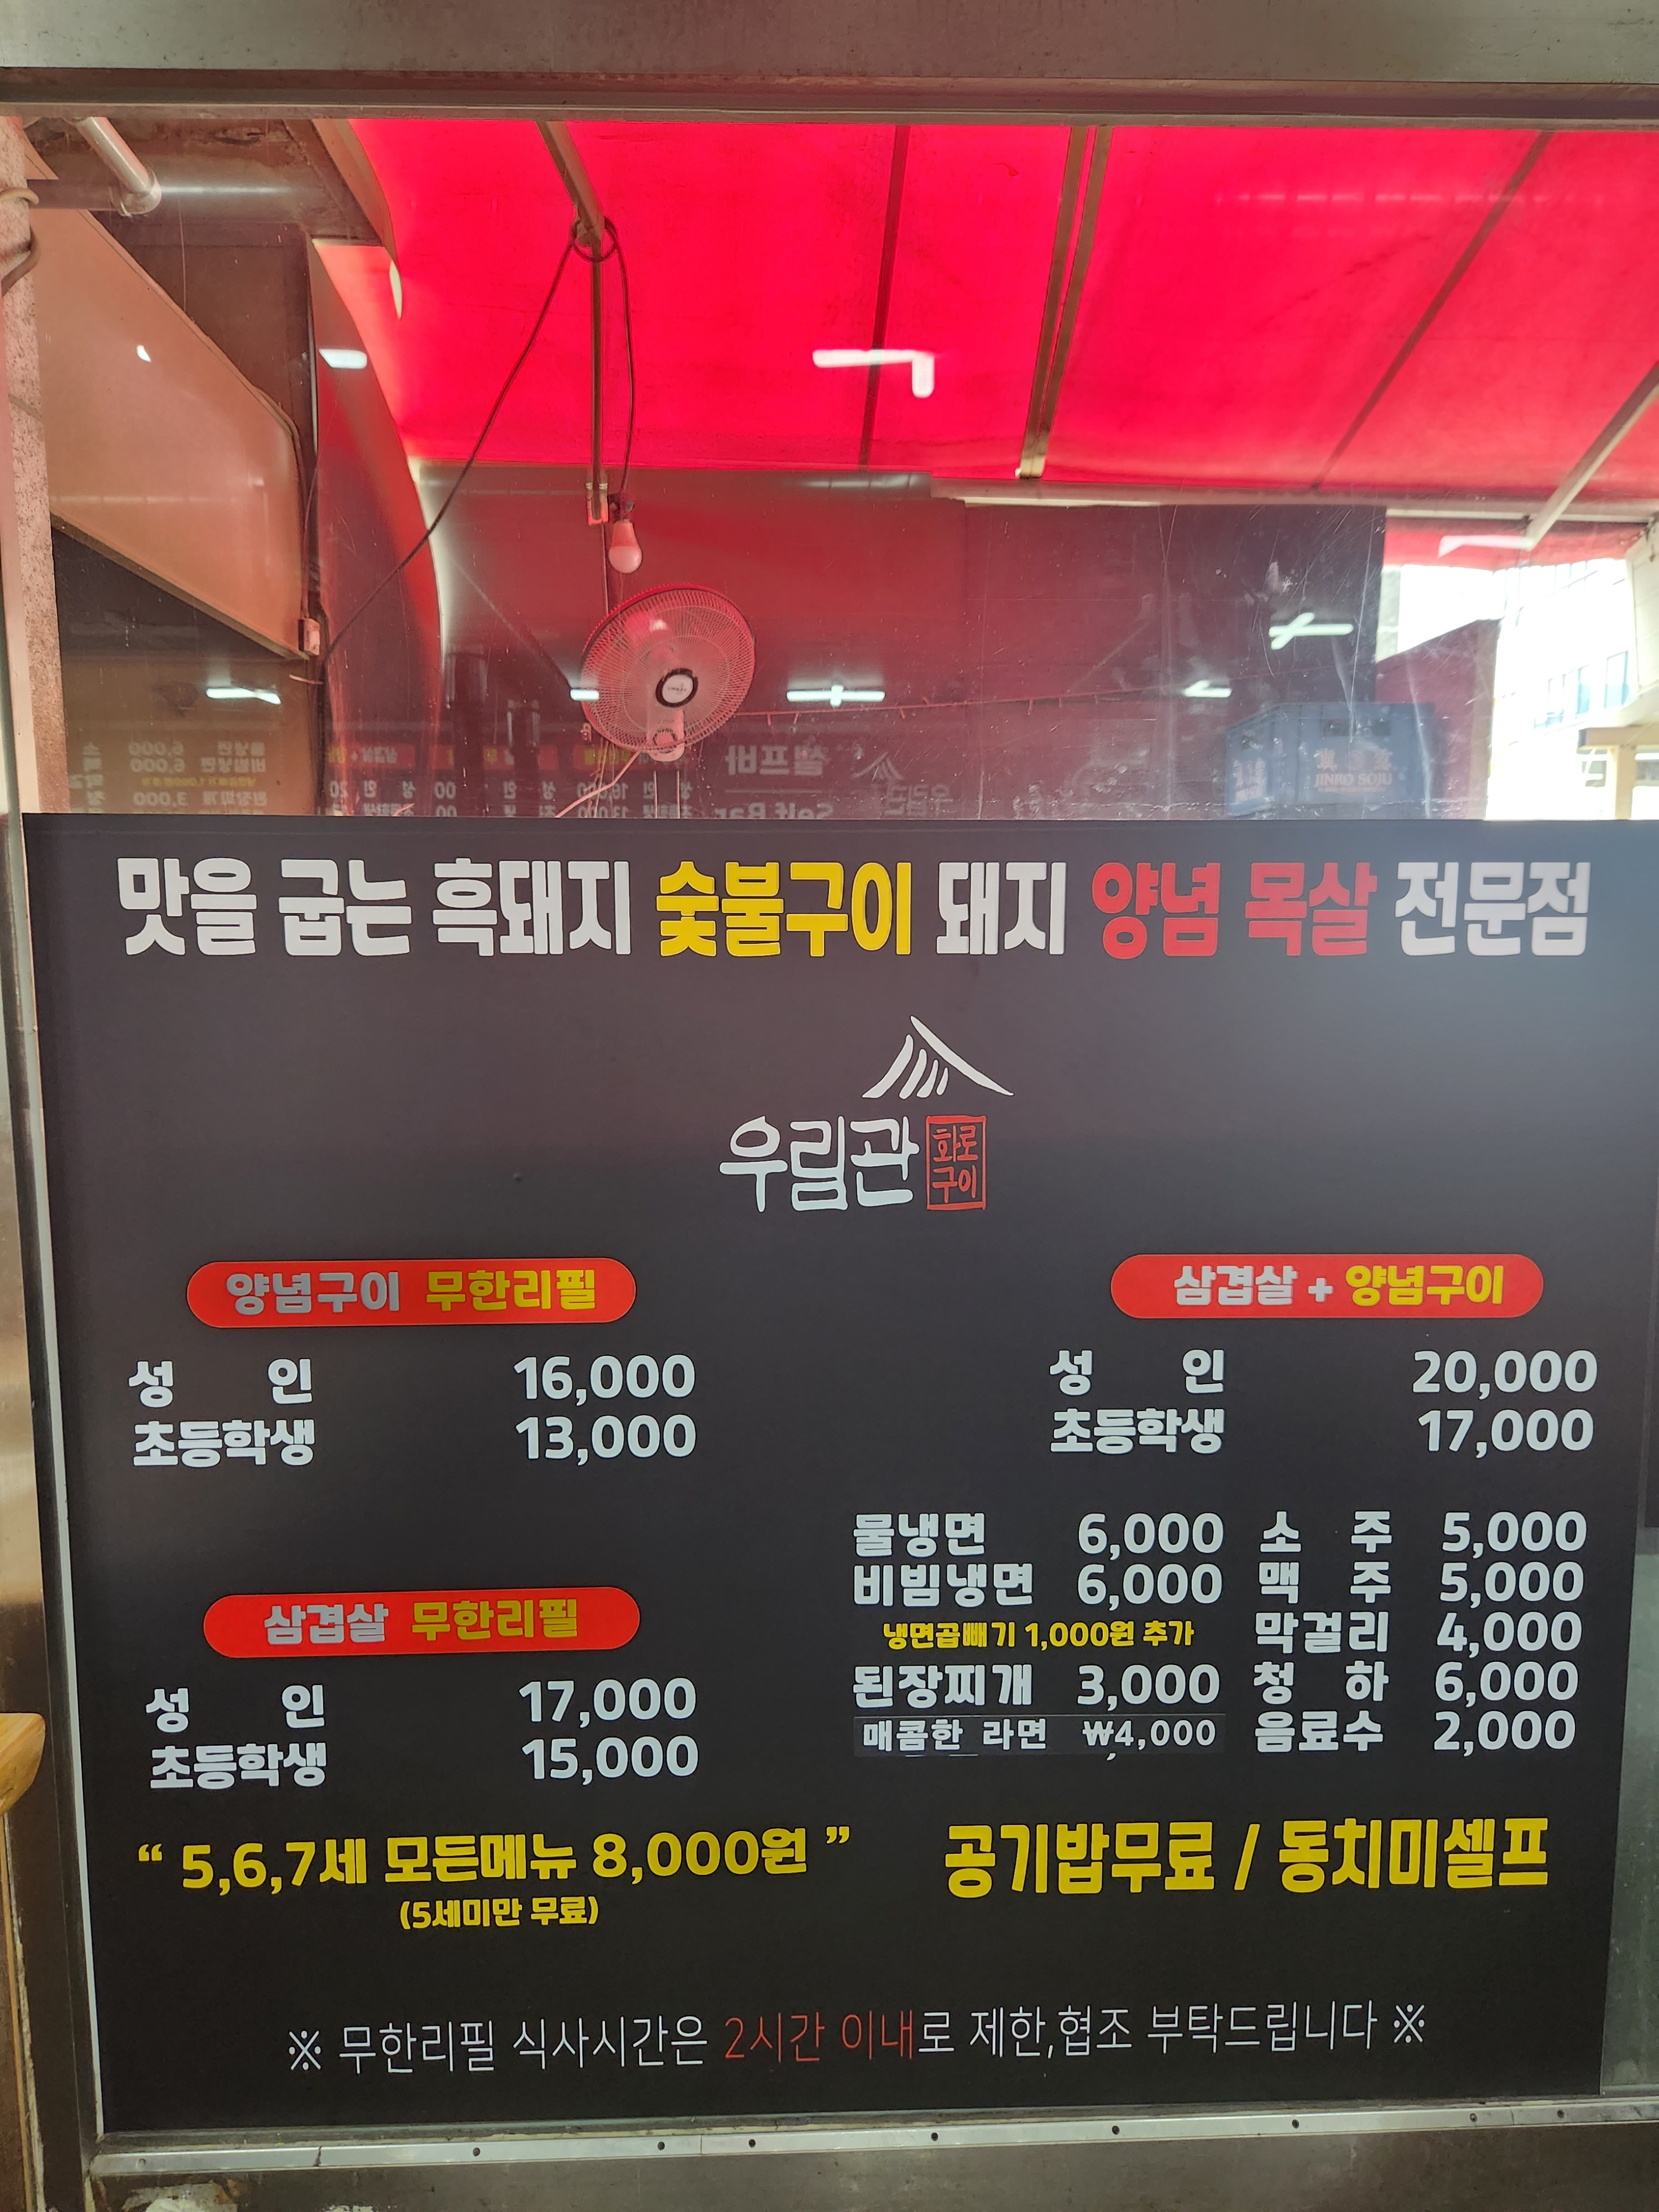 맛을 굽는 흑돼지 숯불구이 돼지 양념 목살 전문점
우림관 화로구이
양념구이 무한리필
성 인 16,000
초등학생 13,000
삼겹살 무한리필
성 인 17,000
초등학생 15,000
“ 5,6,7세 모든메뉴 8,000원 ”
(5세미만 무료)
삼겹살 + 양념구이
성 인 20,000
초등학생 17,000
물냉면 6,000
비빔냉면 6,000
냉면곱빼기 1,000원 추가
된장찌개 3,000
매콤한 라면 ₩4,000
소 주 5,000
맥 주 5,000
막걸리 4,000
청 하 6,000
음료수 2,000
공기밥무료 / 동치미셀프
※ 무한리필 식사시간은 2시간 이내로 제한,협조 부탁드립니다 ※
셀프바
Self Bar
JINRO SOJU